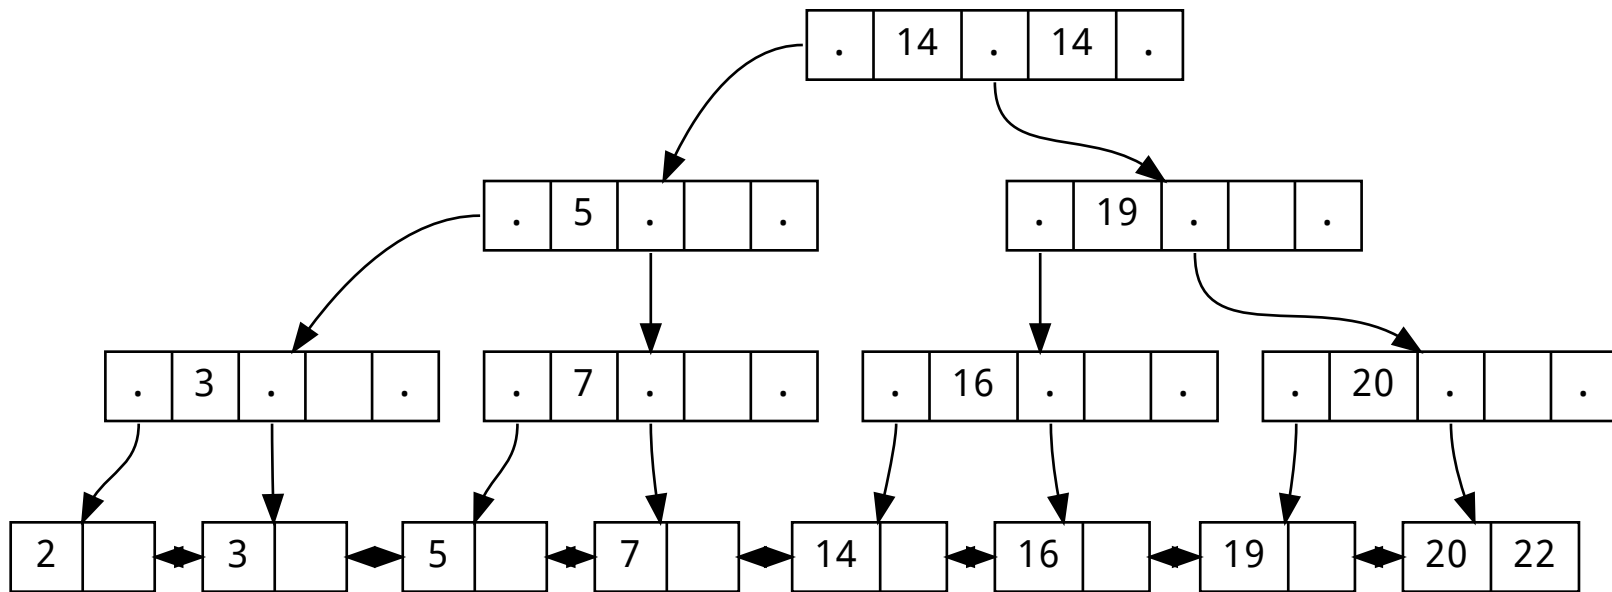 . 14 . 14 .
. 5 . .
. 19 . .
. 3 . .
. 7 . .
. 16 . .
. 20 . .
2
3
5
7
14
16
19
20 22